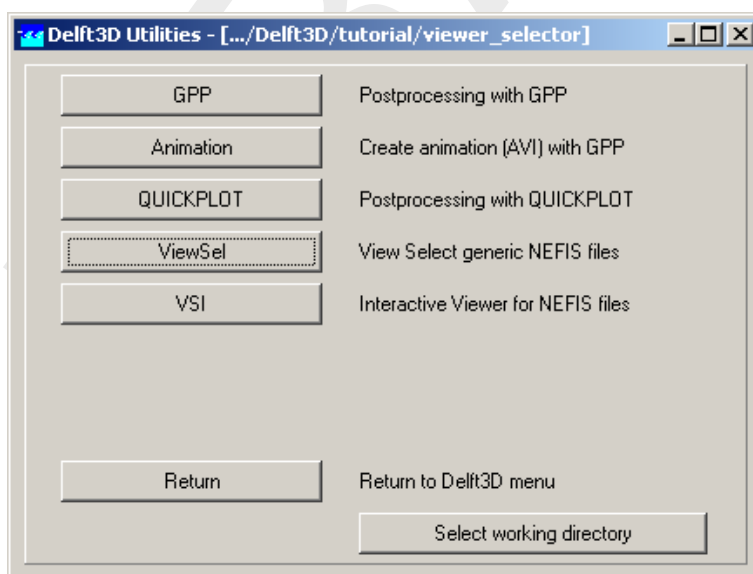 Delft3D Utilities - [.../Delft3D/tutorial/viewer_selector]
GPP Postprocessing with GPP
Animation Create animation (AVI) with GPP
QUICKPLOT Postprocessing with QUICKPLOT
ViewSel View Select generic NEFIS files
VSI Interactive Viewer for NEFIS files
Return Return to Delft3D menu
Select working directory